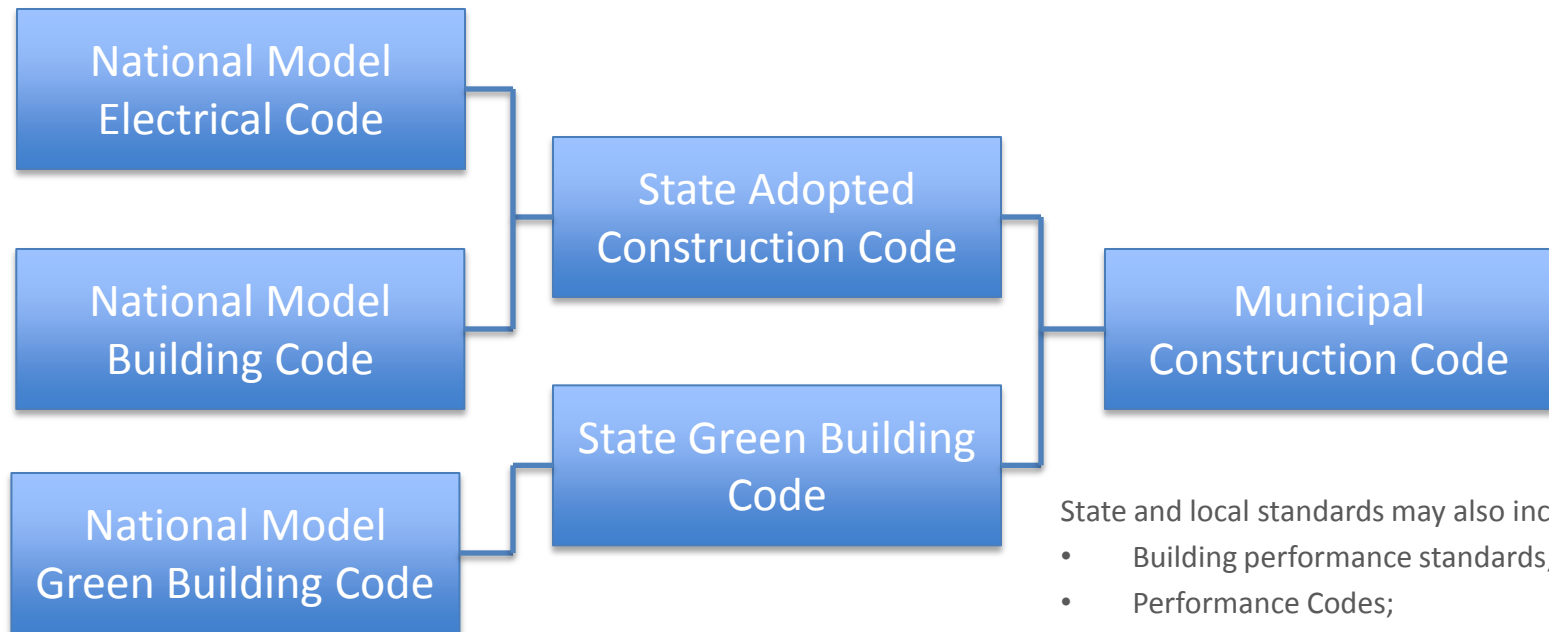 National Model
Electrical Code
National Model
Building Code
National Model
Green Building Code
State Adopted
Construction Code
State Green Building
Code
Municipal
Construction Code
State and local standards may also
• Building performance standards;
• Performance Codes;